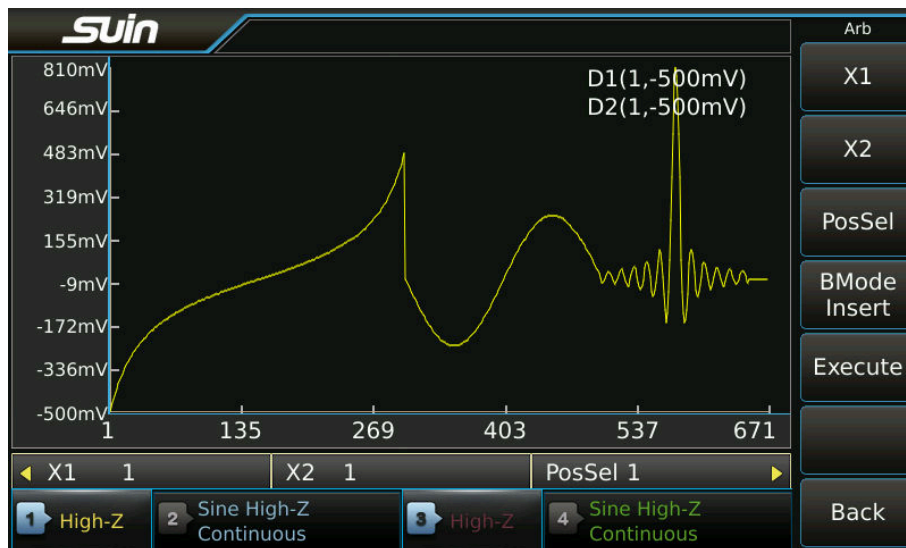 Suin
Arb
D1(1,-500mV)
D2(1,-500mV)
810mV
646mV
483mV
319mV
155mV
-9mV
-172mV
-336mV
-500mV
1 135 269 403 537 671
X1
X2
PosSel
BMode
Insert
Execute
Back
X1 1 X2 1 PosSel 1
1 High-Z
2 Sine High-Z
Continuous
3 High-Z
4 Sine High-Z
Continuous